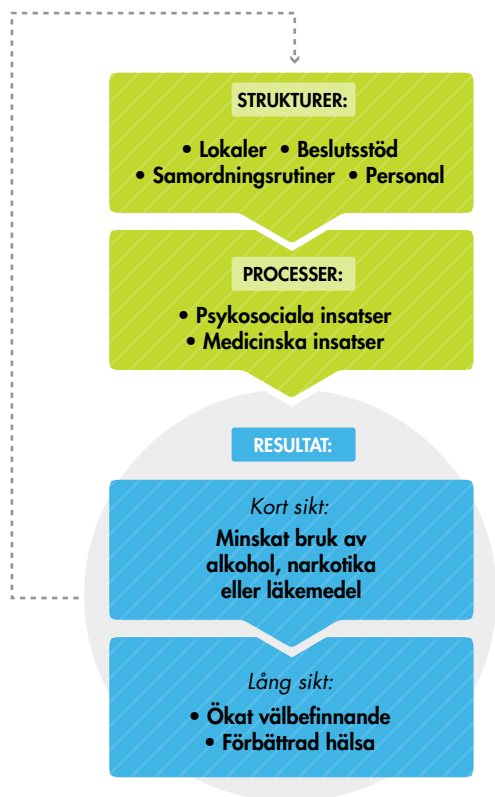 STRUKTURER:
• Lokaler • Beslutsstöd
• Samordningsrutiner • Personal
PROCESSER:
• Psykosociala insatser
• Medicinska insatser
RESULTAT:
Kort sikt:
Minskat bruk av
alkohol, narkotika
eller läkemedel
Lång sikt:
• Ökat välbefinnande
• Förbättrad hälsa